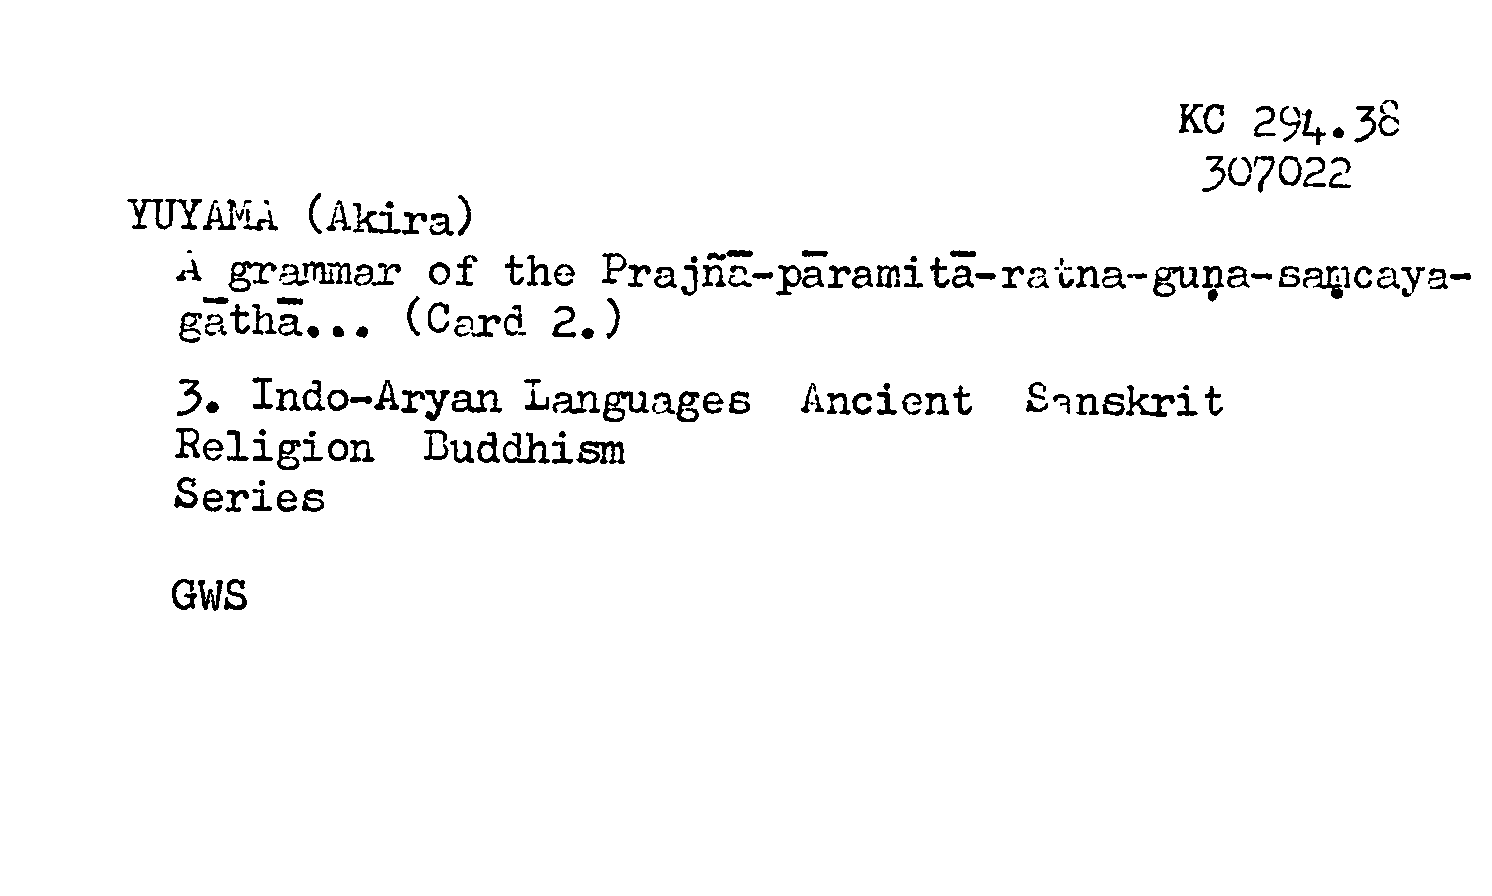 KC 294.38
307022
YUYAMA (Akira)
A grammar of the Prajñā-pāramitā-ratna-guṇa-saṃcaya-
gāthā... (Card 2.)
3. Indo-Aryan Languages Ancient Sanskrit
Religion Buddhism
Series
GWS